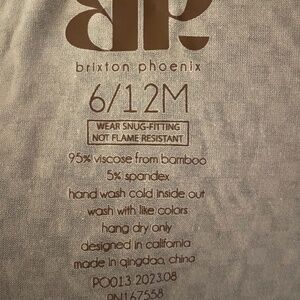 brixton phoenix
6/12M
WEAR SNUG-FITTING
NOT FLAME RESISTANT
95% viscose from bamboo
5% spandex
hand wash cold inside out
wash with like colors
hang dry only
designed in california
made in qingdao, china
PO013 2023.08
RN167558